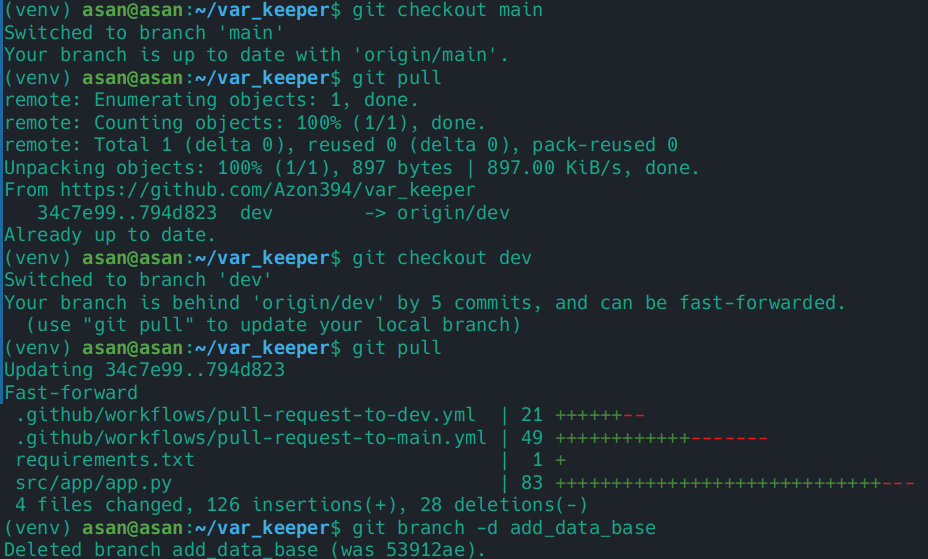 (venv) asan@asan:~/var_keeper$ git checkout main
Switched to branch 'main'
Your branch is up to date with 'origin/main'.
(venv) asan@asan:~/var_keeper$ git pull
remote: Enumerating objects: 1, done.
remote: Counting objects: 100% (1/1), done.
remote: Total 1 (delta 0), reused 0 (delta 0), pack-reused 0
Unpacking objects: 100% (1/1), 897 bytes | 897.00 KiB/s, done.
From https://github.com/Azon394/var_keeper
   34c7e99..794d823  dev        -> origin/dev
Already up to date.
(venv) asan@asan:~/var_keeper$ git checkout dev
Switched to branch 'dev'
Your branch is behind 'origin/dev' by 5 commits, and can be fast-forwarded.
  (use "git pull" to update your local branch)
(venv) asan@asan:~/var_keeper$ git pull
Updating 34c7e99..794d823
Fast-forward
 .github/workflows/pull-request-to-dev.yml  | 21 ++++++--
 .github/workflows/pull-request-to-main.yml | 49 ++++++++++++-------
 requirements.txt                           |  1 +
 src/app/app.py                             | 83 +++++++++++++++++++++++++++++---
 4 files changed, 126 insertions(+), 28 deletions(-)
(venv) asan@asan:~/var_keeper$ git branch -d add_data_base
Deleted branch add_data_base (was 53912ae).